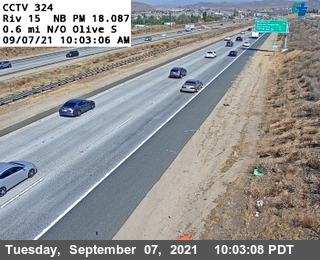 CCTV 324
Riv 15 NB PM 18.087
0.6 mi N/O Olive S
09/07/21 10:03:06 AM
Tuesday, September 07, 2021 10:03:08 PDT